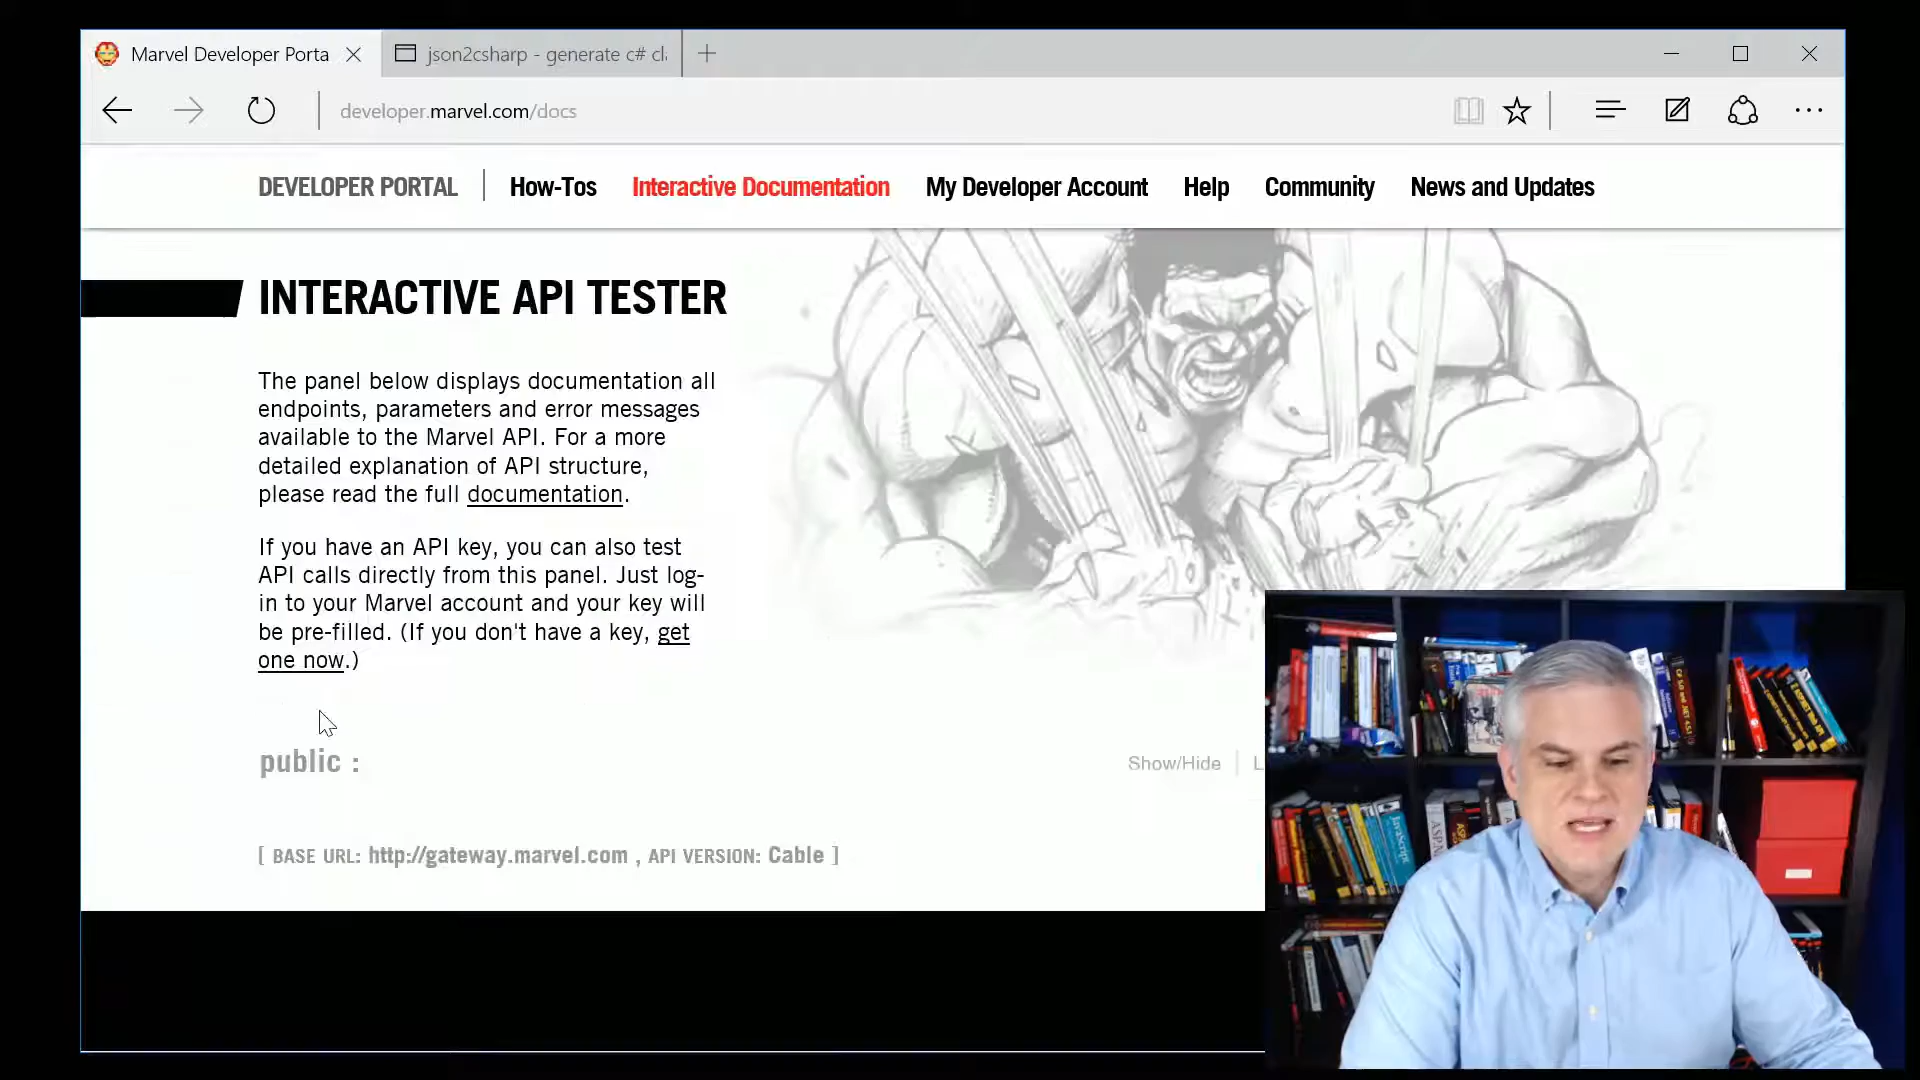 Marvel Developer Porta
json2csharp - generate c# cl
developer.marvel.com/docs
DEVELOPER PORTAL
How-Tos
Interactive Documentation
My Developer Account
Help
Community
News and Updates
INTERACTIVE API TESTER
The panel below displays documentation all
endpoints, parameters and error messages
available to the Marvel API. For a more
detailed explanation of API structure,
please read the full documentation.
If you have an API key, you can also test
API calls directly from this panel. Just log-
in to your Marvel account and your key will
be pre-filled. (If you don't have a key, get
one now.)
public :
Show/Hide
[ BASE URL: http://gateway.marvel.com , API VERSION: Cable ]
JavaScript